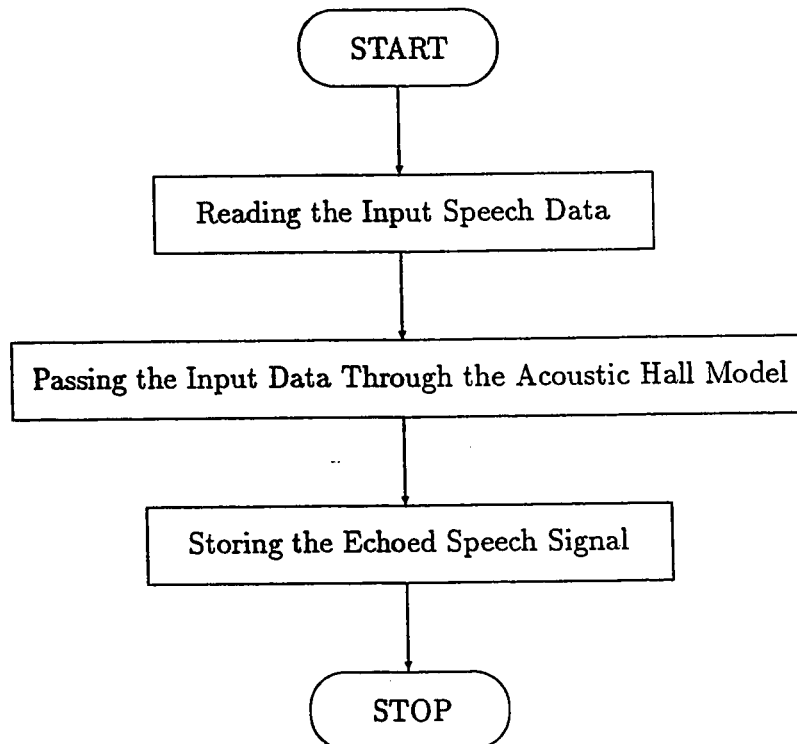 START
Reading the Input Speech Data
Passing the Input Data Through the Acoustic Hall Model
Storing the Echoed Speech Signal
STOP